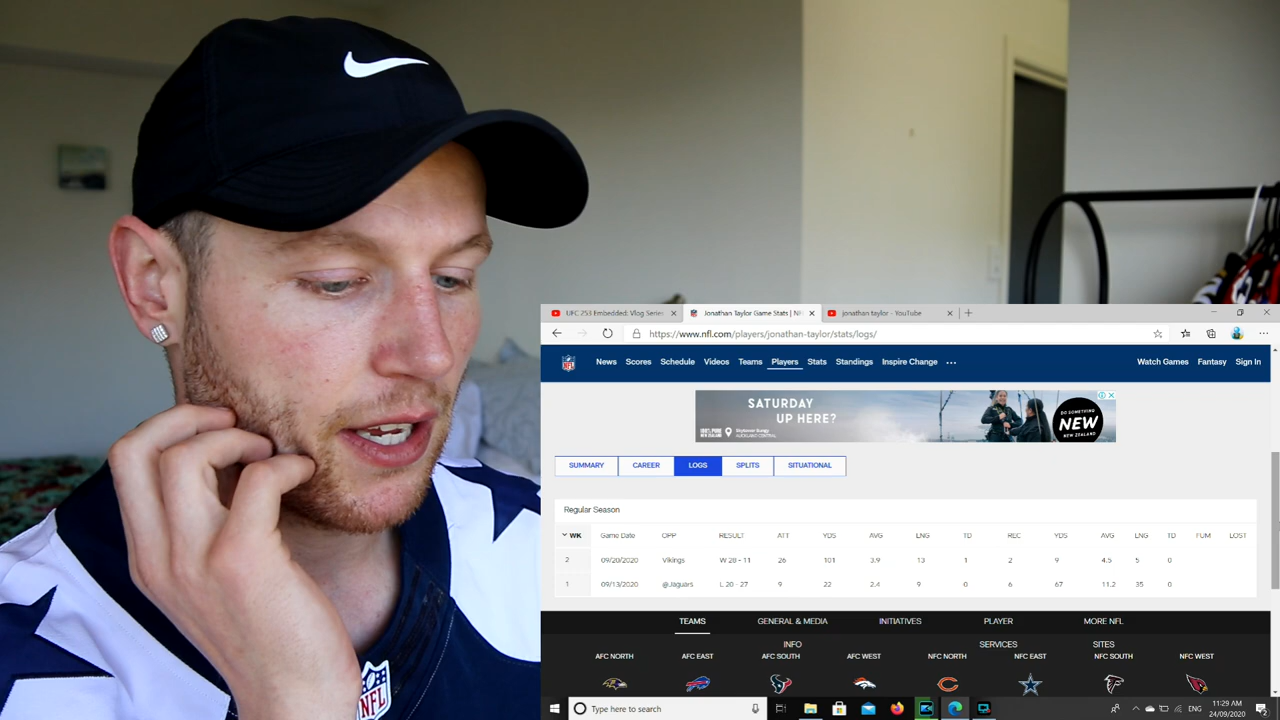 UFC 253 Embedded: Vlog Series
Jonathan Taylor Game Stats | N
jonathan taylor - YouTube
https://www.nfl.com/players/jonathan-taylor/stats/logs/
News Scores Schedule Videos Teams Players Stats Standings Inspire Change ... Watch Games Fantasy Sign In
SATURDAY
UP HERE?
100% PURE
NEW ZEALAND
AUCKLAND CENTRAL
DO SOMETHING
NEW
NEW ZEALAND
SUMMARY CAREER LOGS SPLITS SITUATIONAL
Regular Season
WK Game Date OPP RESULT ATT YDS AVG LNG TD REC YDS AVG LNG TD FUM LOST
2 09/20/2020 Vikings W 28 - 11 26 101 3.9 13 1 2 9 4.5 5 0
1 09/13/2020 @Jaguars L 20 - 27 9 22 2.4 9 0 6 67 11.2 35 0
TEAMS GENERAL & MEDIA INITIATIVES PLAYER MORE NFL
INFO SERVICES SITES
AFC NORTH AFC EAST AFC SOUTH AFC WEST NFC NORTH NFC EAST NFC SOUTH NFC WEST
Type here to search
ENG
11:29 AM
24/09/2020
NFL